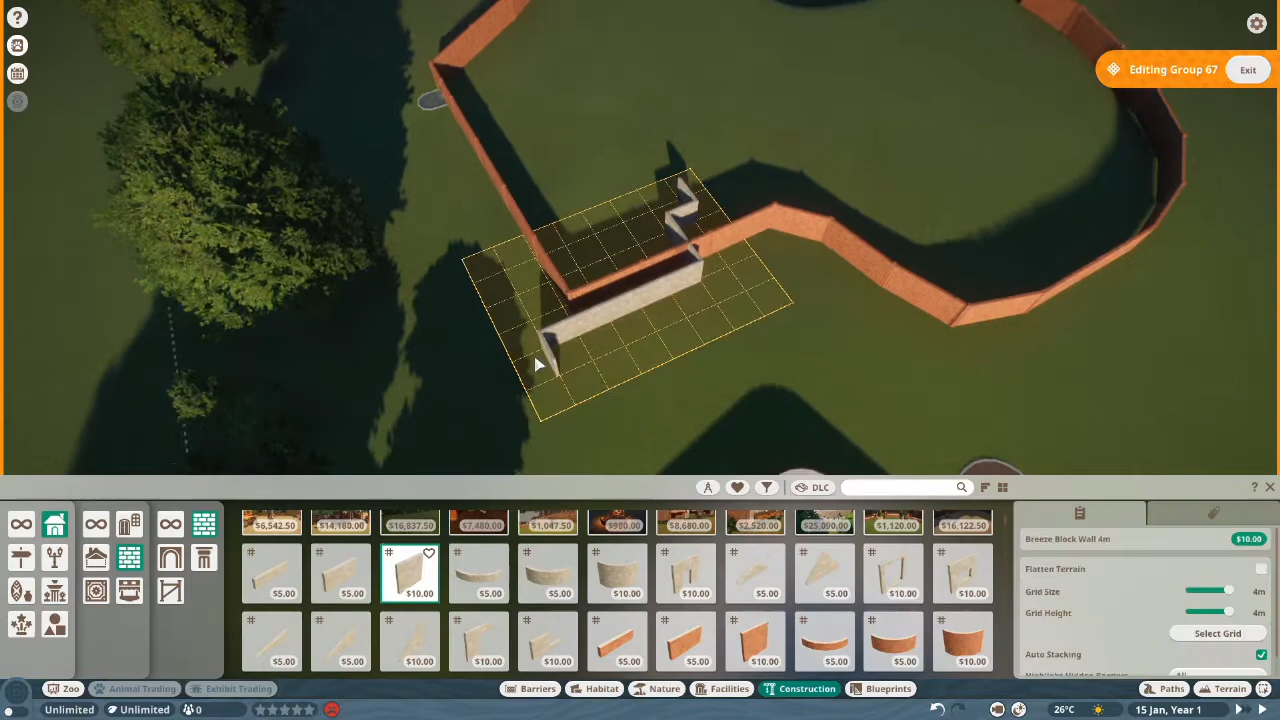 ?
Editing Group 67
Exit
DLC
? ×
$6,542.50 $14,180.00 $16,837.50 $7,480.00 $1,047.50 $980.00 $8,680.00 $2,520.00 $25,090.00 $1,120.00 $16,122.50
$5.00 $5.00 $10.00 $5.00 $5.00 $10.00 $10.00 $5.00 $5.00 $10.00 $10.00
$5.00 $5.00 $10.00 $10.00 $10.00 $5.00 $5.00 $10.00 $5.00 $5.00 $10.00
Breeze Block Wall 4m $10.00
Flatten Terrain
Grid Size 4m
Grid Height 4m
Select Grid
Auto Stacking
Zoo Animal Trading Exhibit Trading Barriers Habitat Nature Facilities Construction Blueprints Paths Terrain
Unlimited Unlimited 0 26°C 15 Jan, Year 1